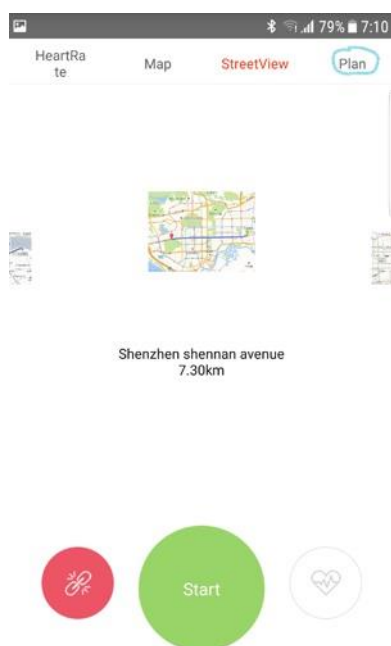 79% 7:10
HeartRa
te
Map
StreetView
Plan
Shenzhen shennan avenue
7.30km
Start